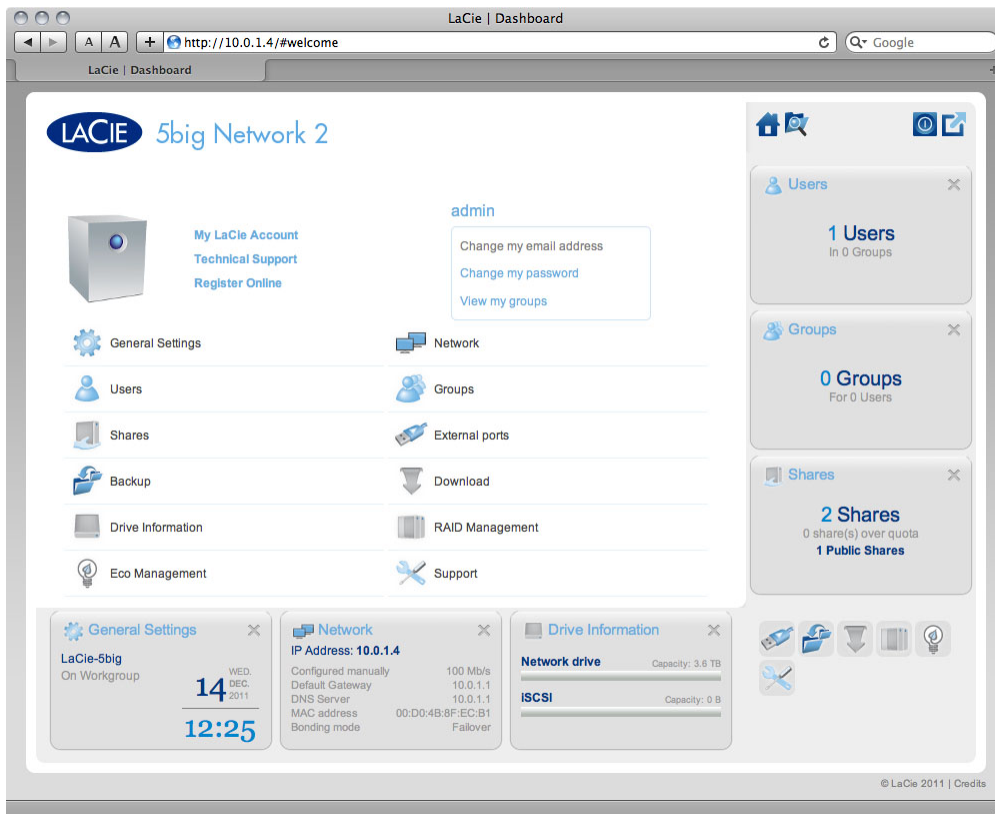 LaCie | Dashboard
A A + http://10.0.1.4/#welcome Google
LaCie | Dashboard +
LACIE 5big Network 2
My LaCie Account
Technical Support
Register Online
admin
Change my email address
Change my password
View my groups
General Settings
Network
Users
Groups
Shares
External ports
Backup
Download
Drive Information
RAID Management
Eco Management
Support
Users
1 Users
In 0 Groups
Groups
0 Groups
For 0 Users
Shares
2 Shares
0 share(s) over quota
1 Public Shares
General Settings
LaCie-5big
On Workgroup
14 WED. DEC. 2011
12:25
Network
IP Address: 10.0.1.4
Configured manually 100 Mb/s
Default Gateway 10.0.1.1
DNS Server 10.0.1.1
MAC address 00:D0:4B:8F:EC:B1
Bonding mode Failover
Drive Information
Network drive Capacity: 3.6 TB
iSCSI Capacity: 0 B
© LaCie 2011 | Credits